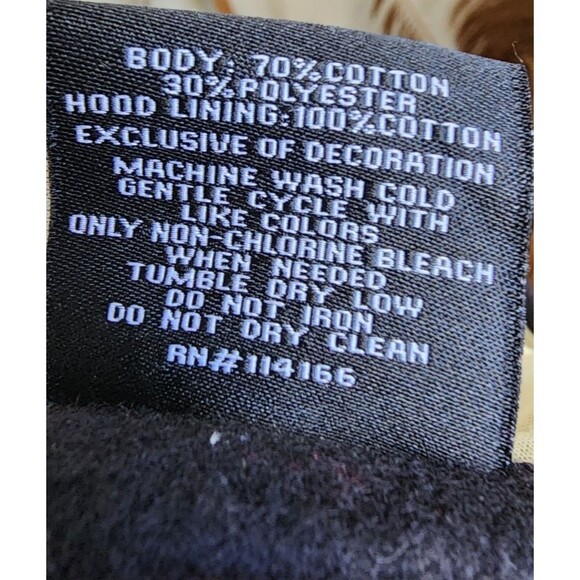 BODY: 70% COTTON
30% POLYESTER
HOOD LINING: 100% COTTON
EXCLUSIVE OF DECORATION
MACHINE WASH COLD
GENTLE CYCLE WITH
LIKE COLORS
ONLY NON-CHLORINE BLEACH
WHEN NEEDED
TUMBLE DRY LOW
DO NOT IRON
DO NOT DRY CLEAN
RN#114166